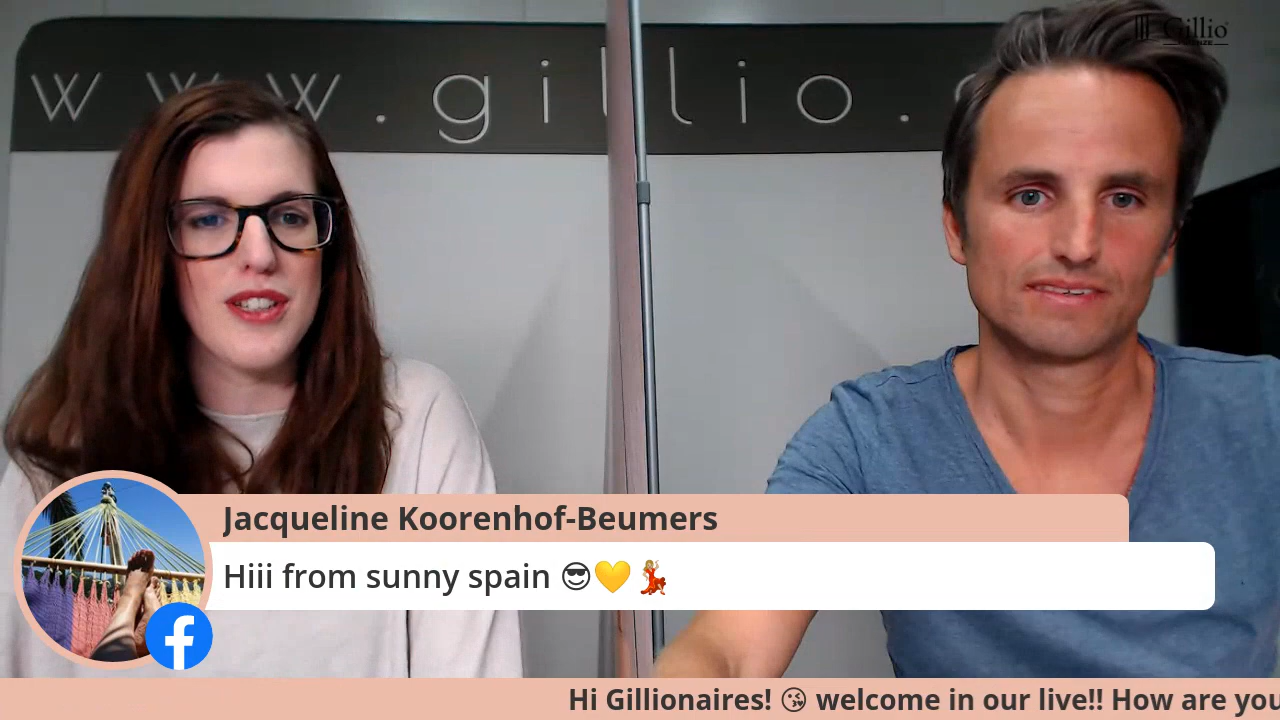 www.gillio.
Gillio
Jacqueline Koorenhof-Beumers
Hiii from sunny spain 😎💛💃
Hi Gillionaires! 😘 welcome in our live!! How are you